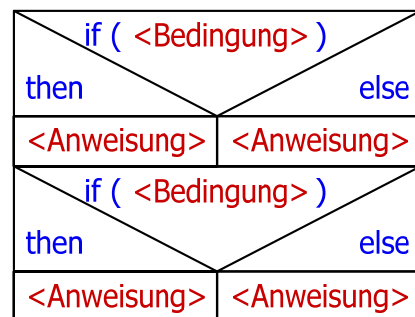 if ( <Bedingung> )
then else
<Anweisung> <Anweisung>
if ( <Bedingung> )
then else
<Anweisung> <Anweisung>